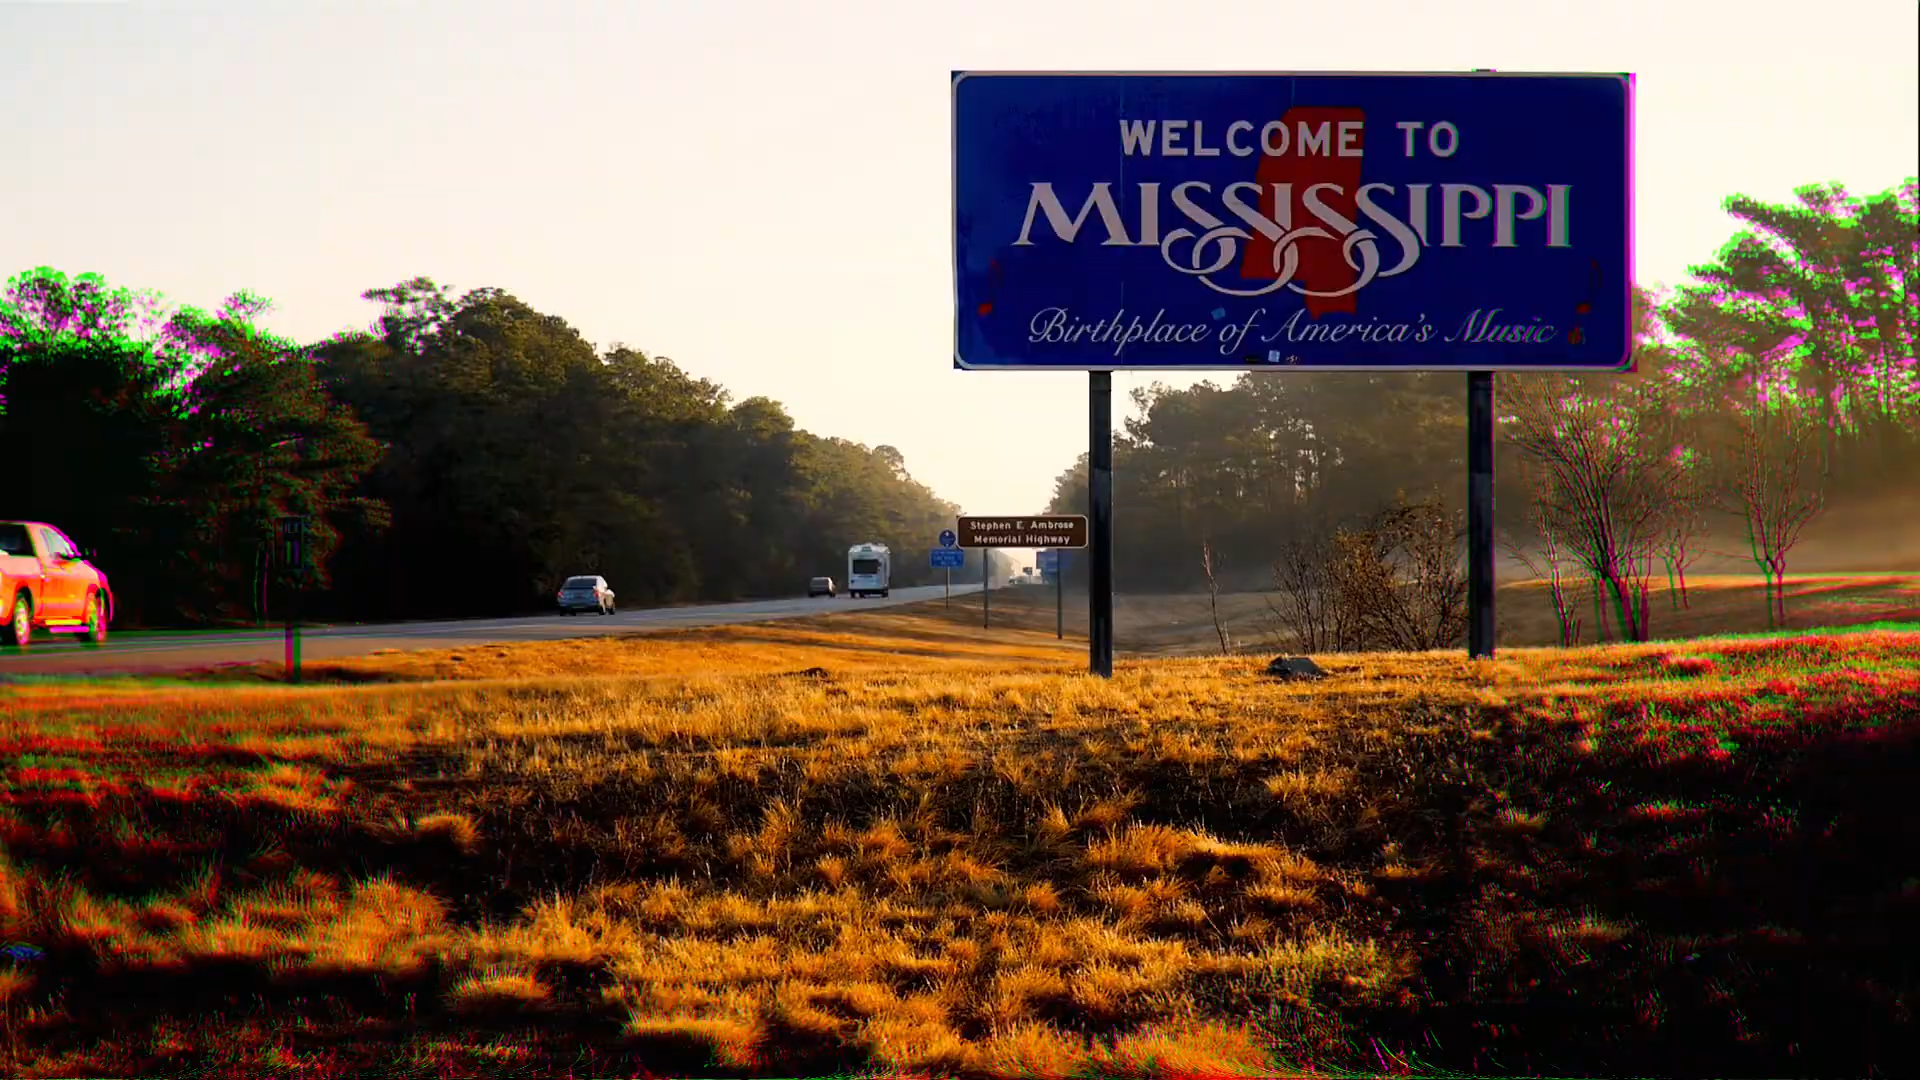 WELCOME TO
MISSISSIPPI
Birthplace of America's Music
Stephen E. Ambrose
Memorial Highway